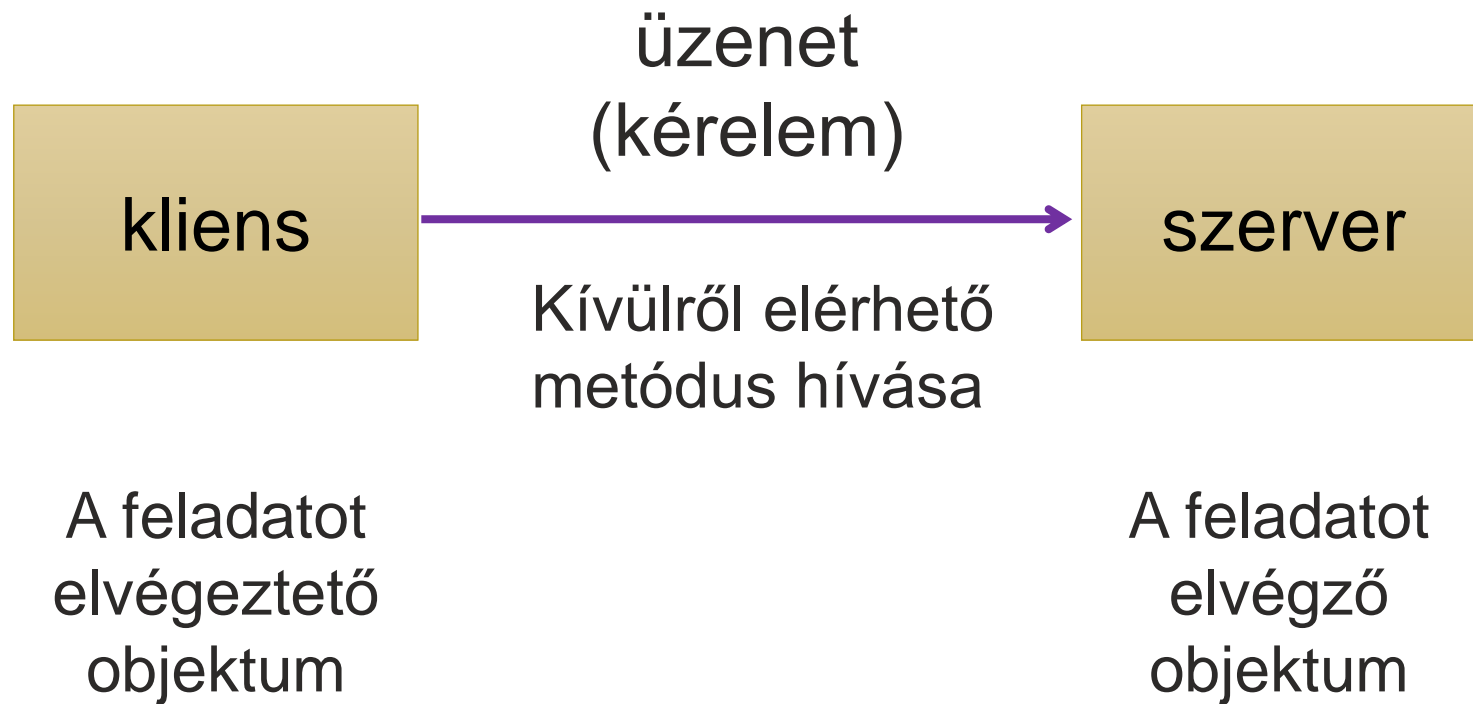 üzenet
(kérelem)
kliens
szerver
Kívülről elérhető
metódus hívása
A feladatot
elvégeztető
objektum
A feladatot
elvégző
objektum